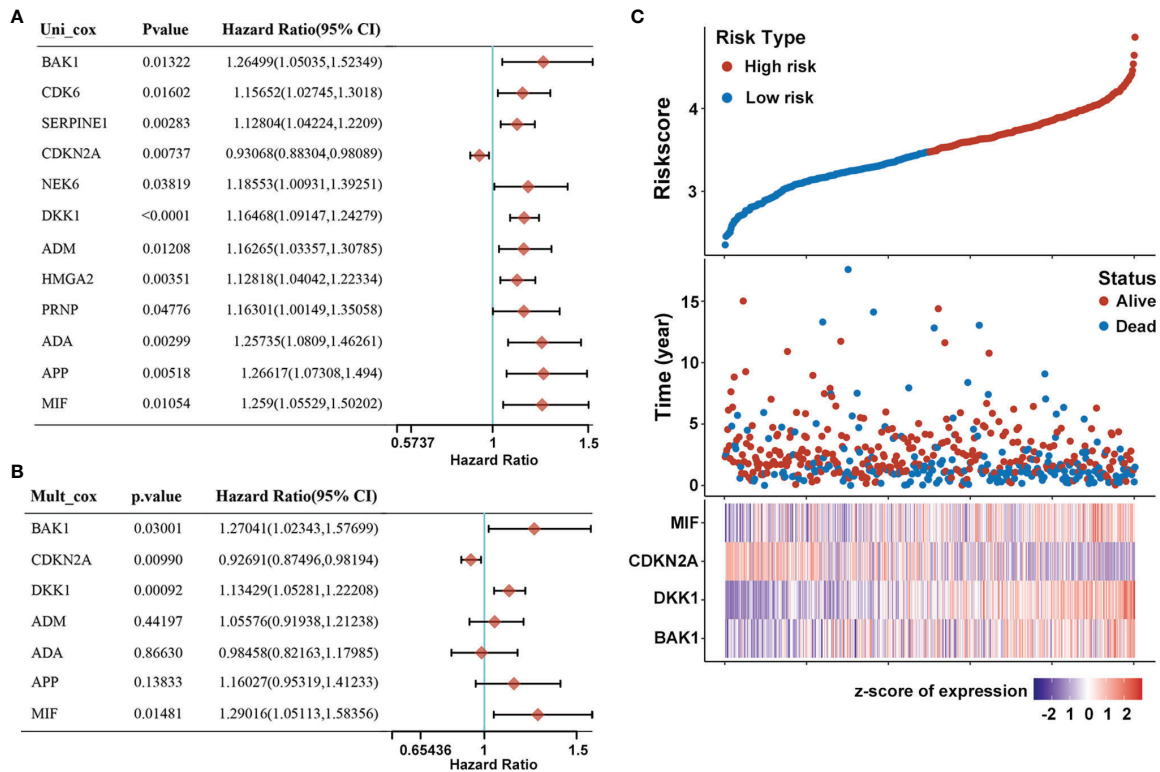 A
Uni_cox Pvalue Hazard Ratio(95% CI)
BAK1 0.01322 1.26499(1.05035,1.52349)
CDK6 0.01602 1.15652(1.02745,1.3018)
SERPINE1 0.00283 1.12804(1.04224,1.2209)
CDKN2A 0.00737 0.93068(0.88304,0.98089)
NEK6 0.03819 1.18553(1.00931,1.39251)
DKK1 <0.0001 1.16468(1.09147,1.24279)
ADM 0.01208 1.16265(1.03357,1.30785)
HMGA2 0.00351 1.12818(1.04042,1.22334)
PRNP 0.04776 1.16301(1.00149,1.35058)
ADA 0.00299 1.25735(1.0809,1.46261)
APP 0.00518 1.26617(1.07308,1.494)
MIF 0.01054 1.259(1.05529,1.50202)
0.5737 1 1.5
Hazard Ratio
B
Mult_cox p.value Hazard Ratio(95% CI)
BAK1 0.03001 1.27041(1.02343,1.57699)
CDKN2A 0.00990 0.92691(0.87496,0.98194)
DKK1 0.00092 1.13429(1.05281,1.22208)
ADM 0.44197 1.05576(0.91938,1.21238)
ADA 0.86630 0.98458(0.82163,1.17985)
APP 0.13833 1.16027(0.95319,1.41233)
MIF 0.01481 1.29016(1.05113,1.58356)
0.65436 1 1.5
Hazard Ratio
C
Risk Type
High risk
Low risk
Riskscore
4
3
Status
Alive
Dead
Time (year)
15
10
5
0
MIF
CDKN2A
DKK1
BAK1
z-score of expression
-2 1 0 1 2